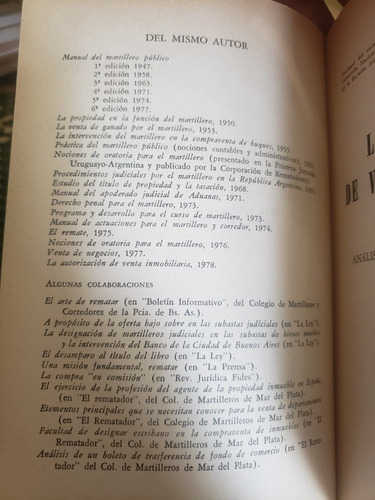 DEL MISMO AUTOR
Manual del martillero público
1ª edición 1947.
2ª edición 1958.
3ª edición 1963.
4ª edición 1971.
5ª edición 1974.
6ª edición 1977.
La propiedad en la función del martillero, 1950.
La venta de ganado por el martillero, 1953.
La intervención del martillero en la compraventa de buques, 1955.
Práctica del martillero público (nociones contables y administrativas),
Nociones de oratoria para el martillero (presentado en la Primera Jornada
Uruguayo-Argentina y publicado por la Corporación de Rematadores),
Procedimientos judiciales por el martillero en la República Argentina,
Estudio del título de propiedad y la tasación, 1968.
Manual del apoderado judicial de Aduanas, 1971.
Derecho penal para el martillero, 1973.
Programa y desarrollo para el curso de martillero, 1973.
Manual de actuaciones para el martillero y corredor, 1974.
El remate, 1975.
Nociones de oratoria para el martillero, 1976.
Venta de negocios, 1977.
La autorización de venta inmobiliaria, 1978.
ALGUNAS COLABORACIONES
El arte de rematar (en "Boletín Informativo", del Colegio de Martilleros y
Corredores de la Pcia. de Bs. As.).
A propósito de la oferta bajo sobre en las subastas judiciales (en "La Ley").
La designación de martilleros judiciales en las subastas de bienes muebles
y la intervención del Banco de la Ciudad de Buenos Aires (en "La Ley").
El desamparo al título del libro (en "La Ley").
Una misión fundamental, rematar (en "La Prensa").
La compra "en comisión" (en "Rev. Jurídica Fides").
El ejercicio de la profesión del agente de la propiedad inmueble en España
(en "El rematador", del Col. de Martilleros de Mar del Plata).
Elementos principales que se necesitan conocer para la venta de departamentos
(en "El Rematador", del Colegio de Martilleros de Mar del Plata).
Facultad de designar escribano en la compraventa de inmuebles (en "El
Rematador", del Col. de Martilleros de Mar del Plata).
Análisis de un boleto de trasferencia de fondo de comercio (en "El Rema-
tador" del Col. de Martilleros de Mar del Plata).
L
DE V
ANÁLIS